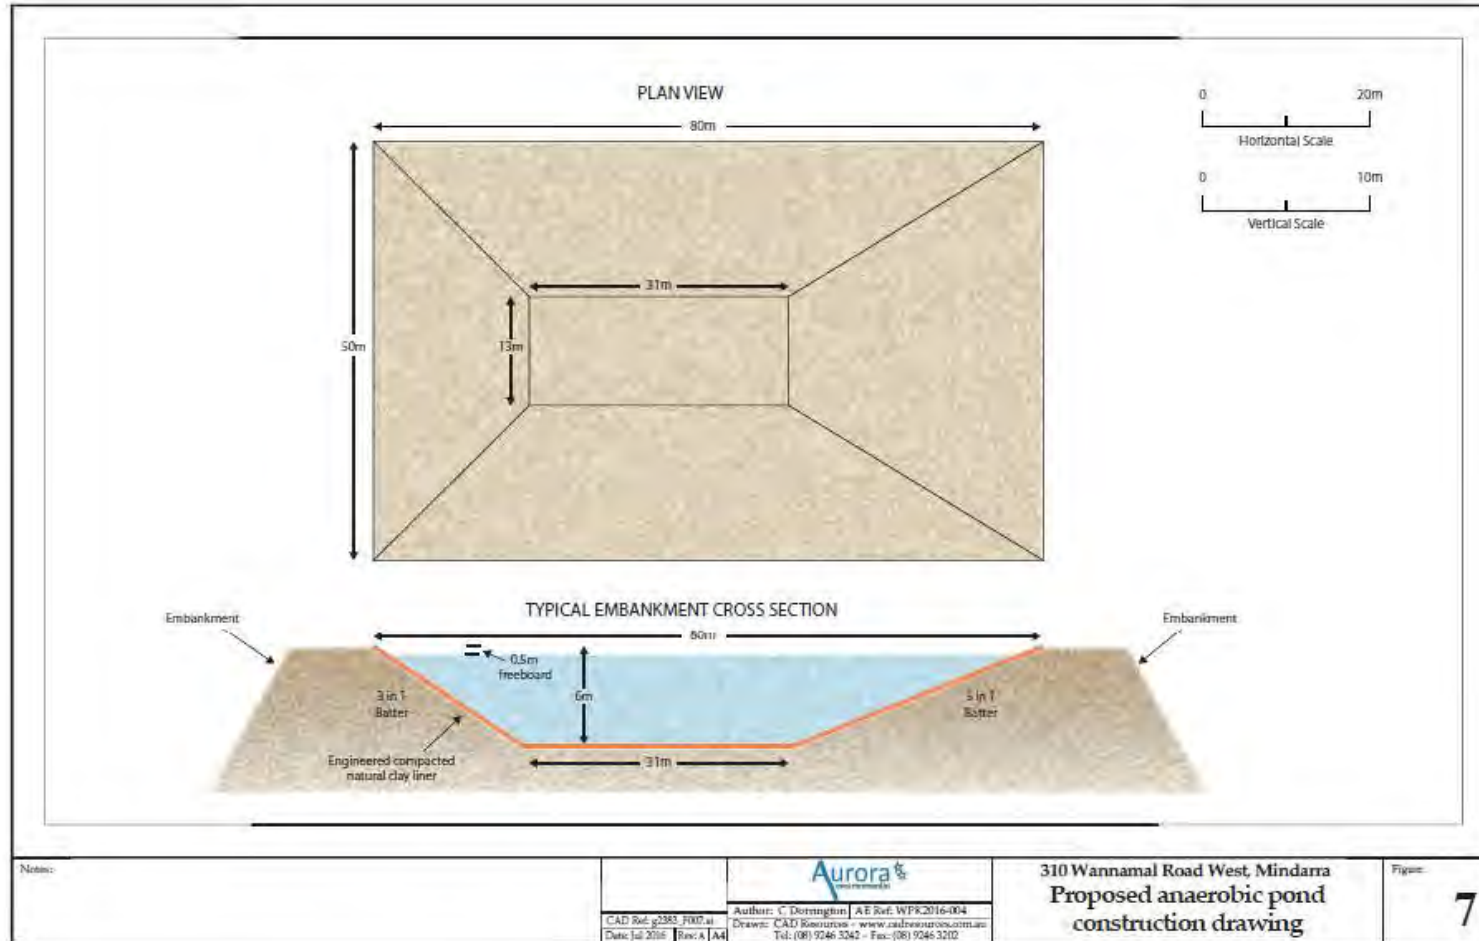 PLAN VIEW
80m
0 20m
Horizontal Scale
0 10m
Vertical Scale
31m
50m
13m
TYPICAL EMBANKMENT CROSS SECTION
Embankment
80m
Embankment
0.5m
freeboard
6m
3 in 1
Batter
5 in 1
Batter
Engineered compacted
natural clay liner
31m
Notes:
Aurora
environmental
CAD Ref: g2383_F007.ai
Date: Jul 2016 Rev: A A4
Author: C Dorrington AE Ref: WPK2016-004
Drawn: CAD Resources - www.cadresources.com.au
Tel: (08) 9246 3242 - Fax: (08) 9246 3202
310 Wannamal Road West, Mindarra
Proposed anaerobic pond
construction drawing
Figure:
7